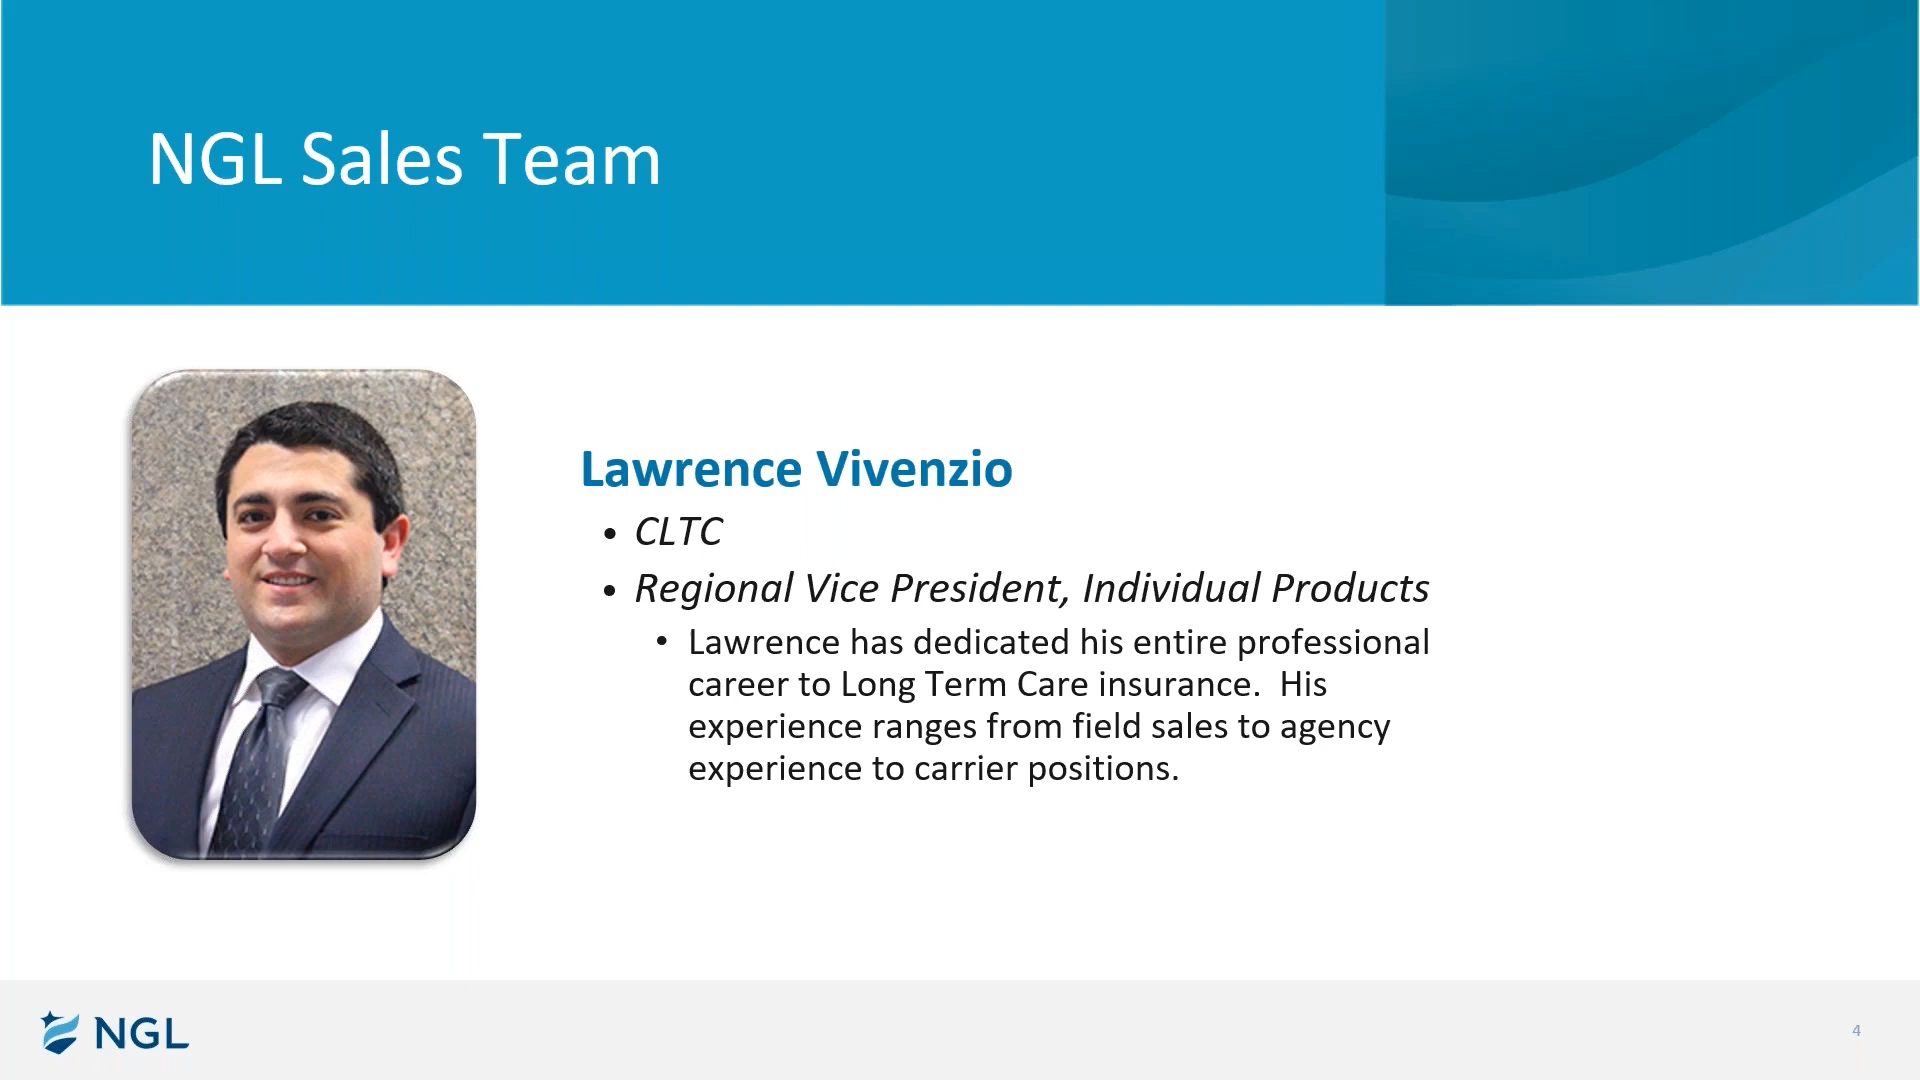 NGL Sales Team
Lawrence Vivenzio
• CLTC
• Regional Vice President, Individual Products
• Lawrence has dedicated his entire professional
career to Long Term Care insurance.  His
experience ranges from field sales to agency
experience to carrier positions.
NGL
4